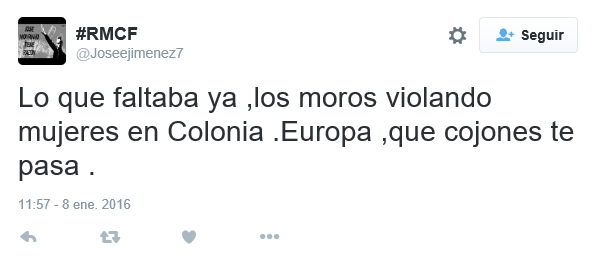 #RMCF
@Joseejimenez7
Seguir
Lo que faltaba ya ,los moros violando
mujeres en Colonia .Europa ,que cojones te
pasa .
11:57 - 8 ene. 2016